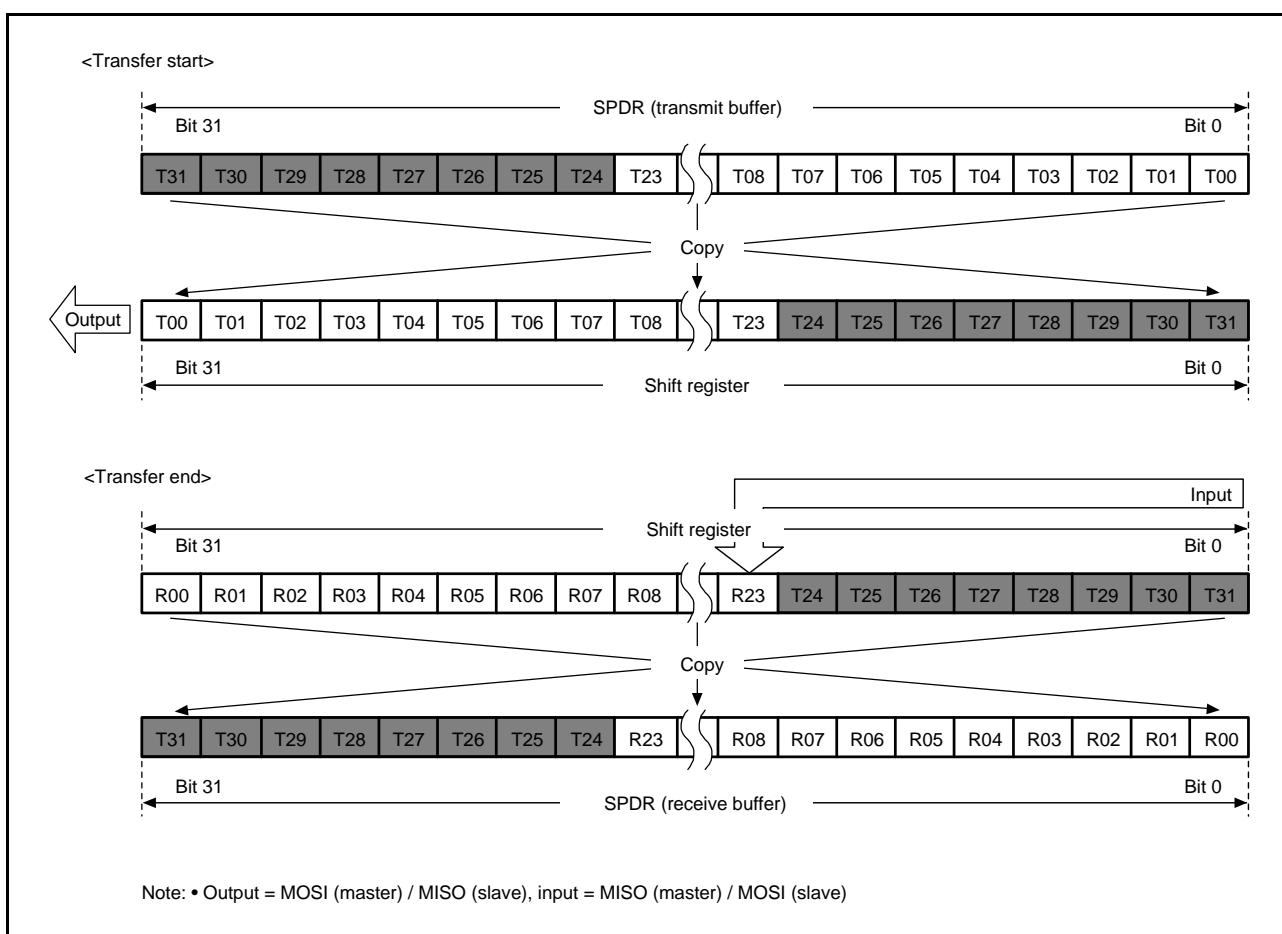 <Transfer start>
SPDR (transmit buffer)
Bit 31 Bit 0
T31 T30 T29 T28 T27 T26 T25 T24 T23 T08 T07 T06 T05 T04 T03 T02 T01 T00
Copy
Output T00 T01 T02 T03 T04 T05 T06 T07 T08 T23 T24 T25 T26 T27 T28 T29 T30 T31
Bit 31 Bit 0
Shift register
<Transfer end>
Input
Shift register
Bit 31 Bit 0
R00 R01 R02 R03 R04 R05 R06 R07 R08 R23 T24 T25 T26 T27 T28 T29 T30 T31
Copy
T31 T30 T29 T28 T27 T26 T25 T24 R23 R08 R07 R06 R05 R04 R03 R02 R01 R00
Bit 31 Bit 0
SPDR (receive buffer)
Note: • Output = MOSI (master) / MISO (slave), input = MISO (master) / MOSI (slave)